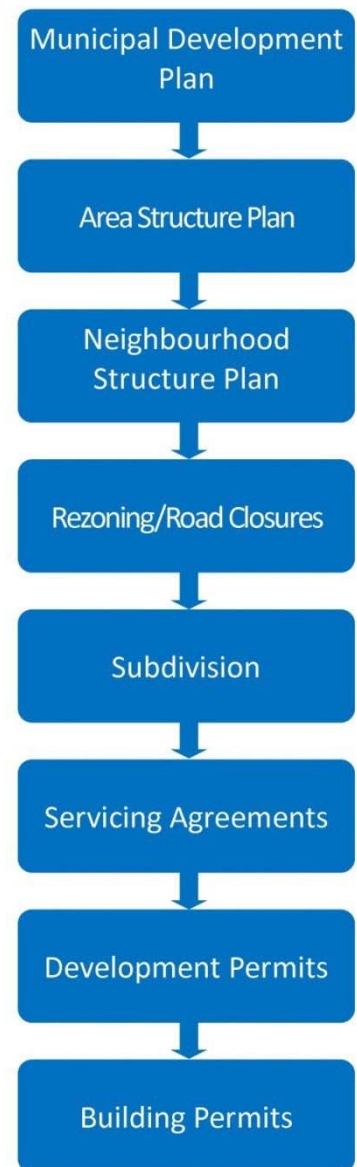 Municipal Development
Plan
Area Structure Plan
Neighbourhood
Structure Plan
Rezoning/Road Closures
Subdivision
Servicing Agreements
Development Permits
Building Permits